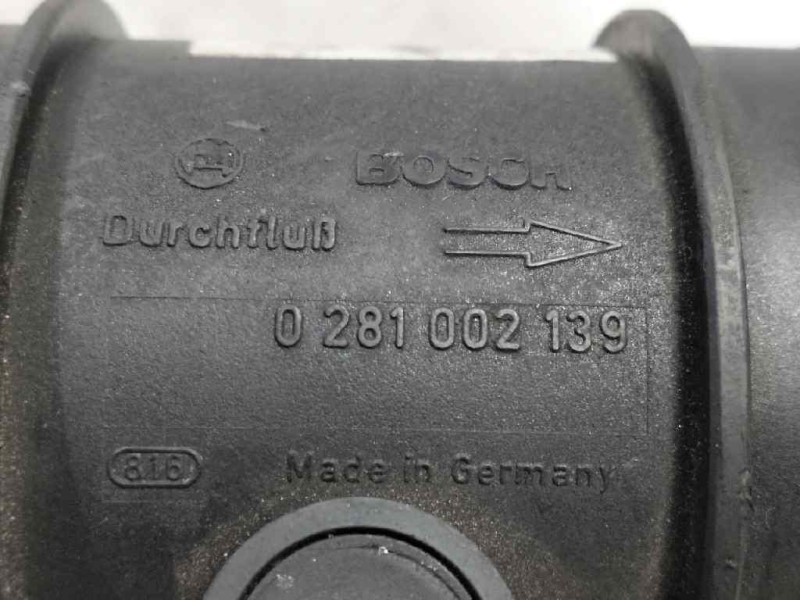 BOSCH
Durchfluß
0 281 002 139
816
Made in Germany